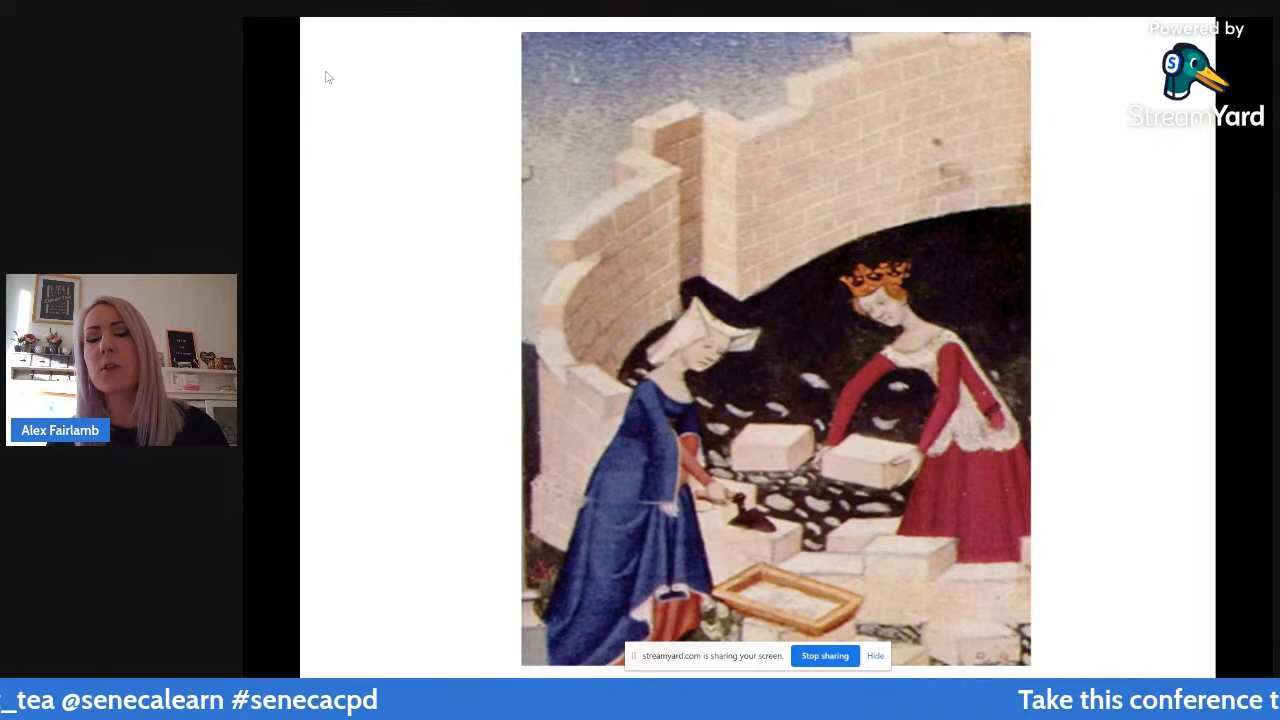 Powered by
S
StreamYard
LIFE
Alex Fairlamb
streamyard.com is sharing your screen.
Stop sharing
Hide
_tea @senecalearn #senecacpd
Take this conference t